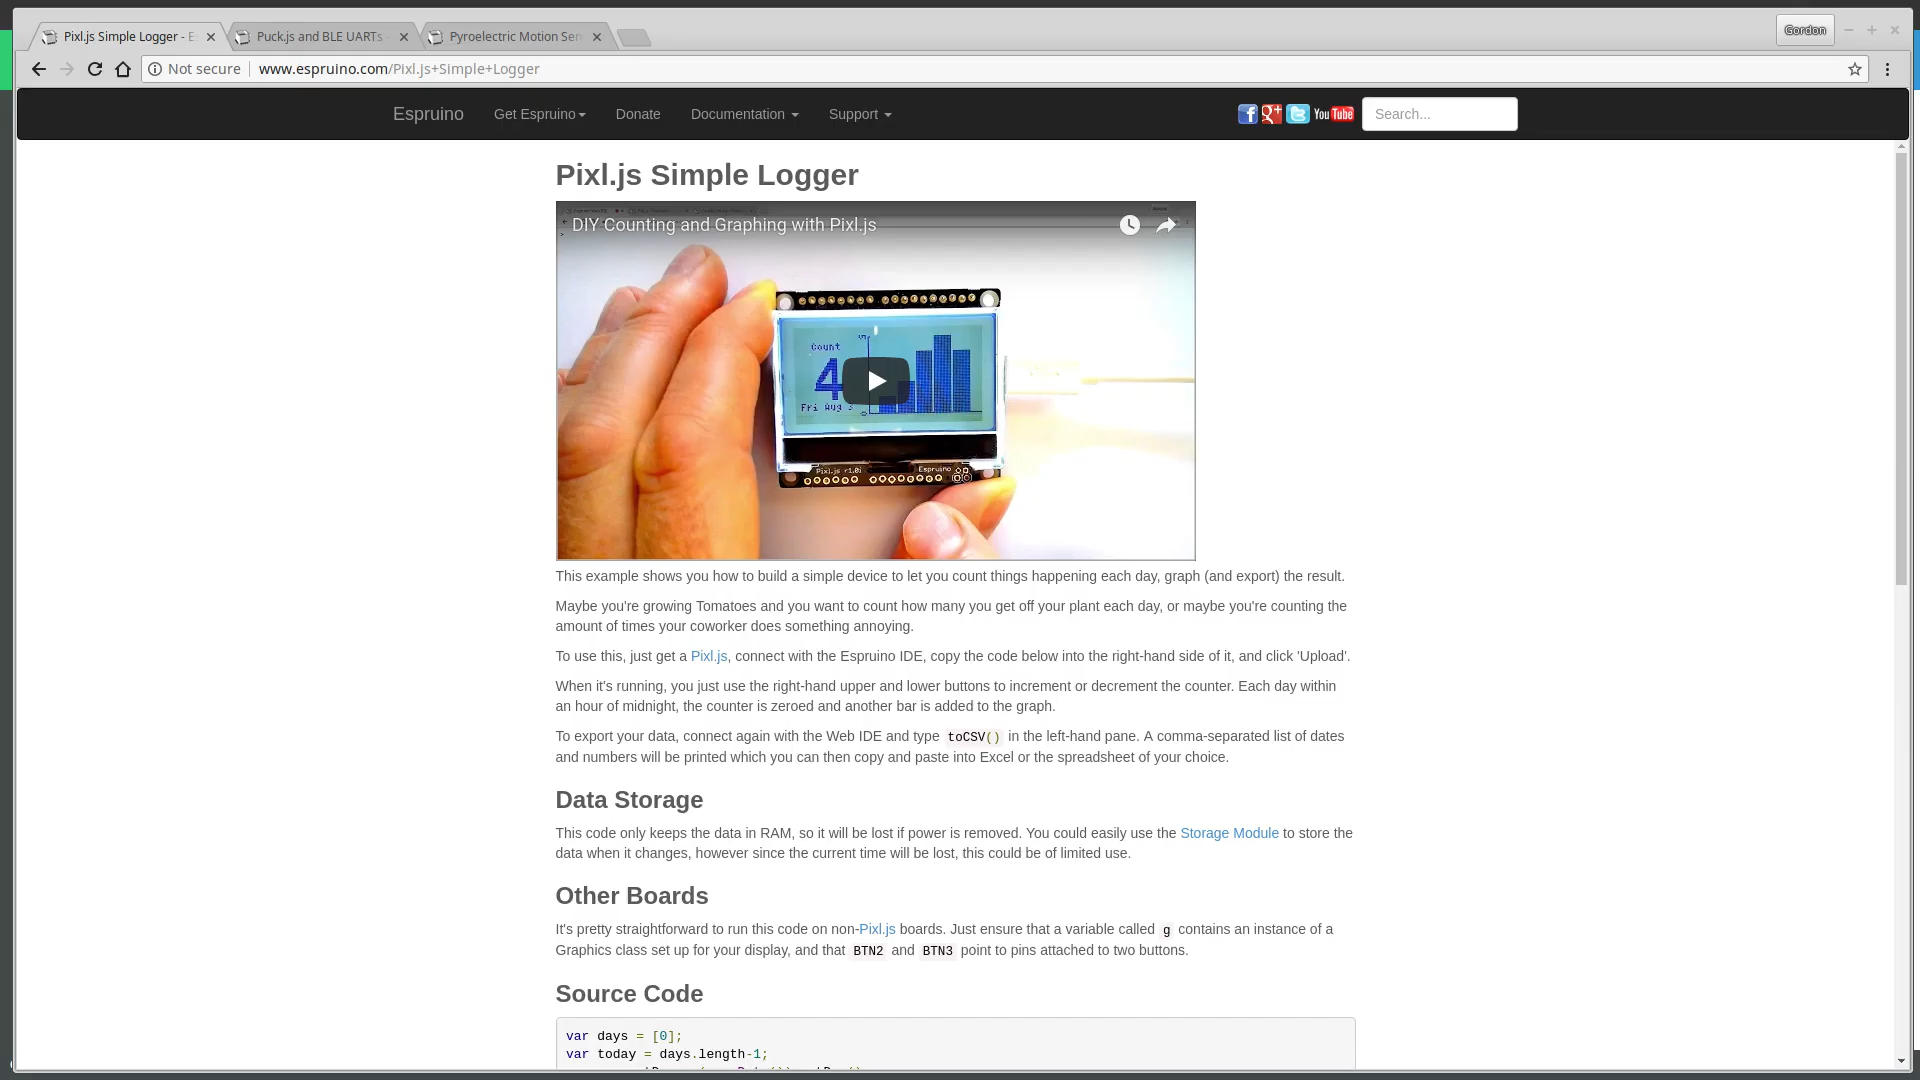 Pixl.js Simple Logger - Es
Puck.js and BLE UARTs -
Pyroelectric Motion Sen
Gordon
Not secure
www.espruino.com/Pixl.js+Simple+Logger
Espruino
Get Espruino
Donate
Documentation
Support
You Tube
Search...
Pixl.js Simple Logger
DIY Counting and Graphing with Pixl.js
Count
4
Fri Aug 3
Pixl.js r1.0i
Espruino
This example shows you how to build a simple device to let you count things happening each day, graph (and export) the result.
Maybe you're growing Tomatoes and you want to count how many you get off your plant each day, or maybe you're counting the
amount of times your coworker does something annoying.
To use this, just get a Pixl.js, connect with the Espruino IDE, copy the code below into the right-hand side of it, and click 'Upload'.
When it's running, you just use the right-hand upper and lower buttons to increment or decrement the counter. Each day within
an hour of midnight, the counter is zeroed and another bar is added to the graph.
To export your data, connect again with the Web IDE and type toCSV() in the left-hand pane. A comma-separated list of dates
and numbers will be printed which you can then copy and paste into Excel or the spreadsheet of your choice.
Data Storage
This code only keeps the data in RAM, so it will be lost if power is removed. You could easily use the Storage Module to store the
data when it changes, however since the current time will be lost, this could be of limited use.
Other Boards
It's pretty straightforward to run this code on non-Pixl.js boards. Just ensure that a variable called g contains an instance of a
Graphics class set up for your display, and that BTN2 and BTN3 point to pins attached to two buttons.
Source Code
var days = [0];
var today = days.length-1;